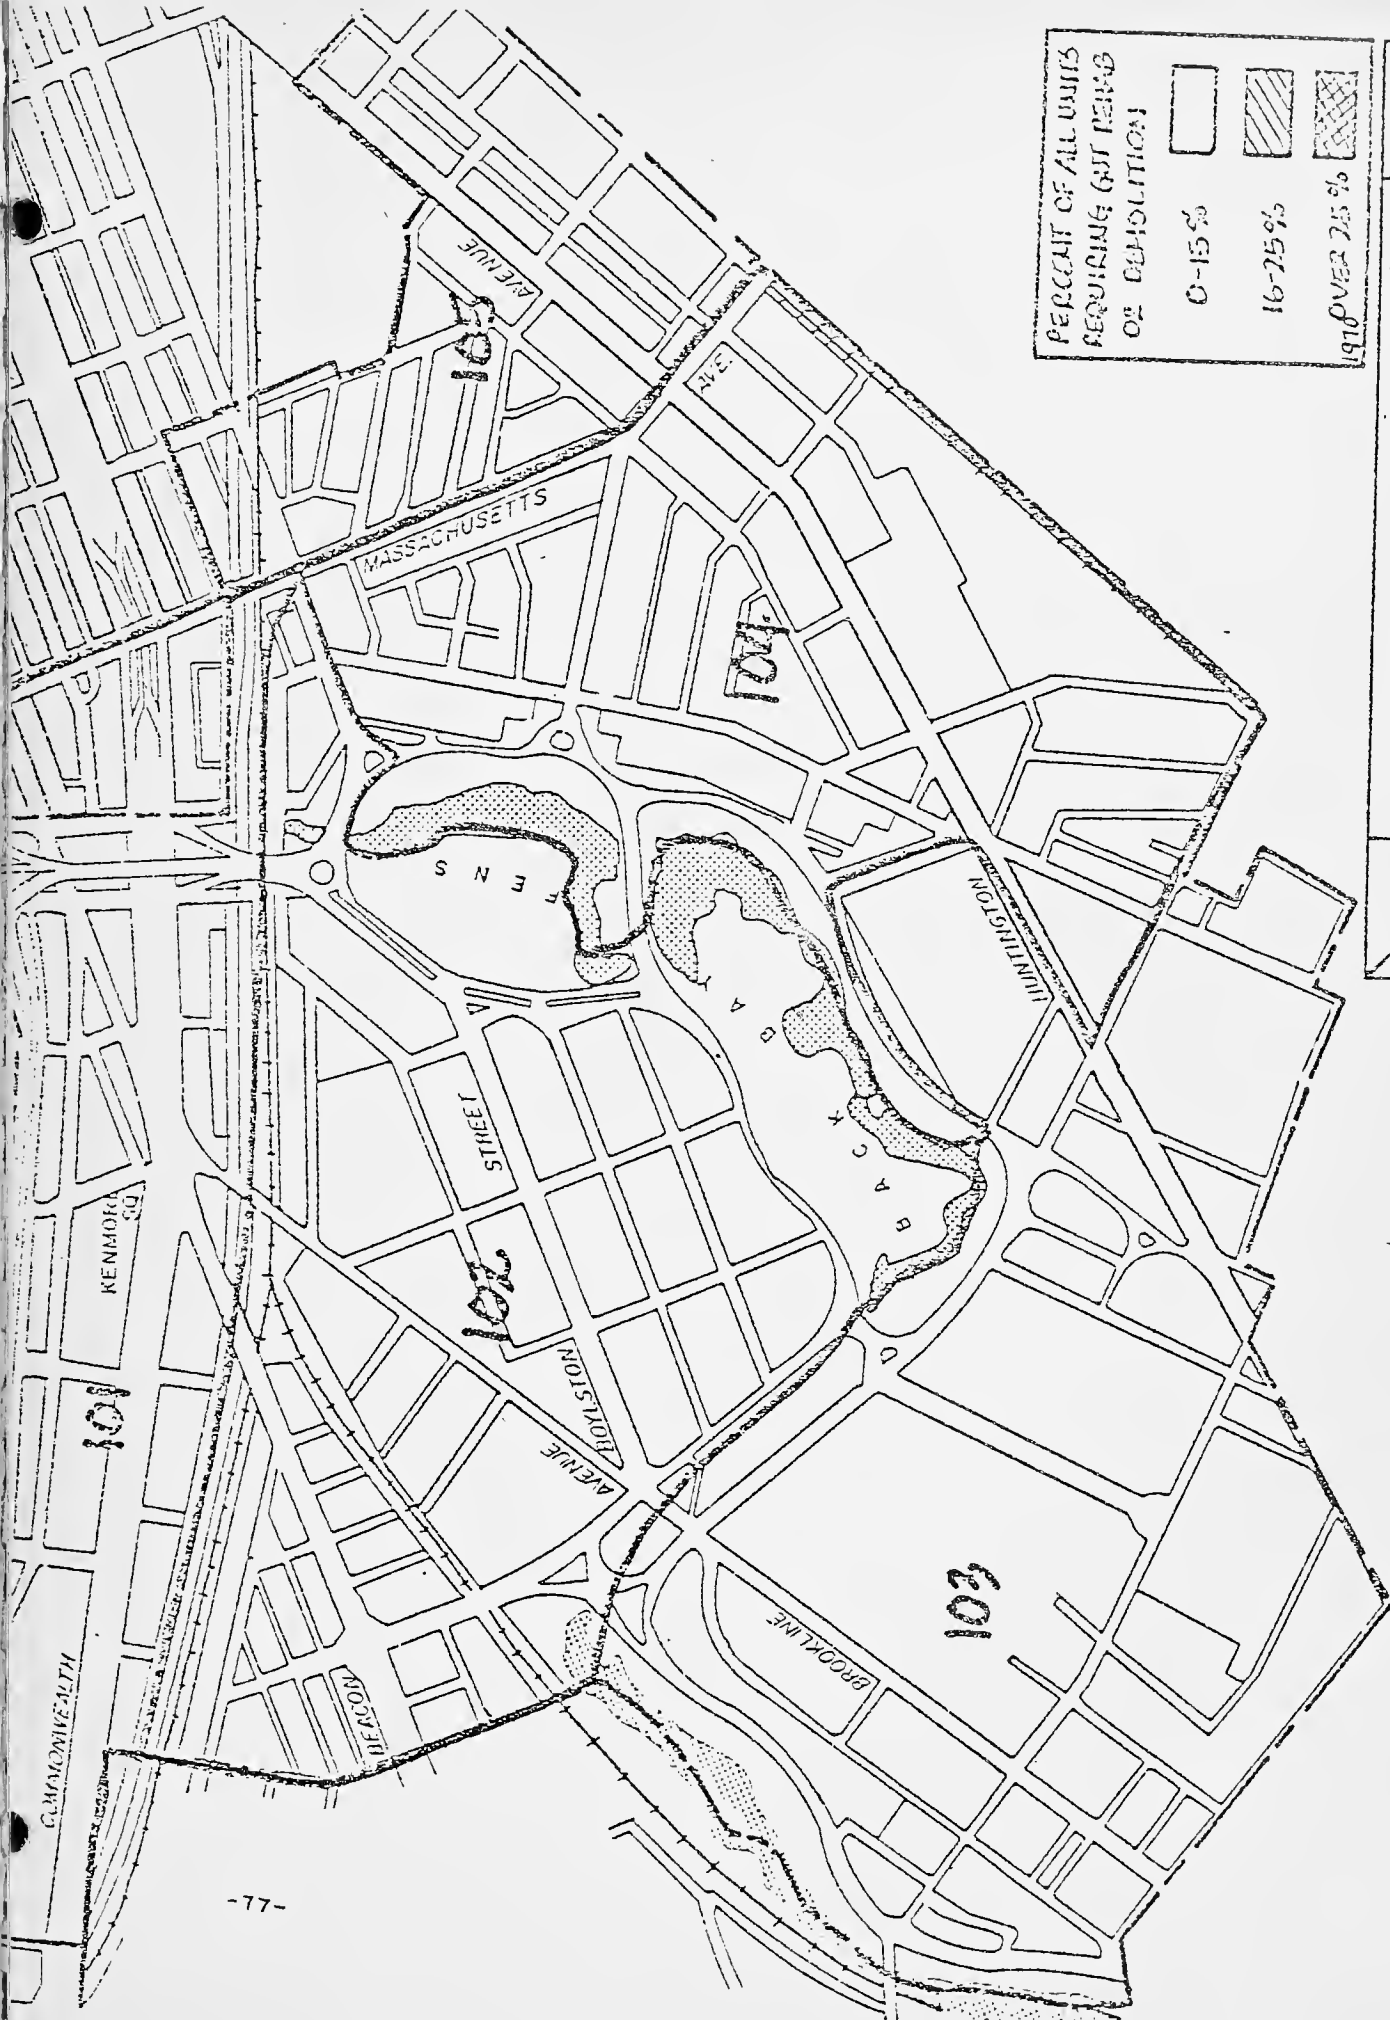 PERCENT OF ALL UNITS
REQUIRING GUT REHAB
OR DEMOLITION
0-15%
16-25%
OVER 25%
1970
AVENUE
105
AVE.
MASSACHUSETTS
104
FENS
HUNTINGTON
BACK BAY
STREET
KENMORE
SQ
102
BOYLSTON
101
AVENUE
103
BROOKLINE
BEACON
COMMONWEALTH
-77-